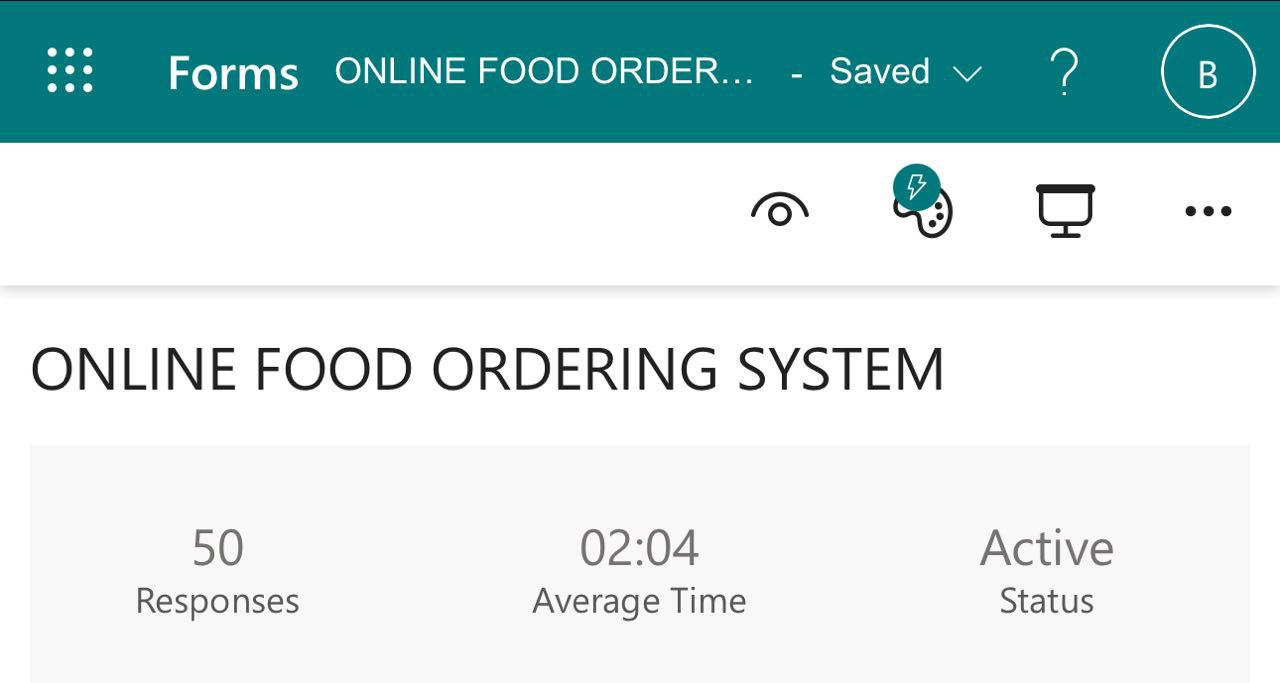 Forms ONLINE FOOD ORDER... - Saved ? B
ONLINE FOOD ORDERING SYSTEM
50 02:04 Active
Responses Average Time Status